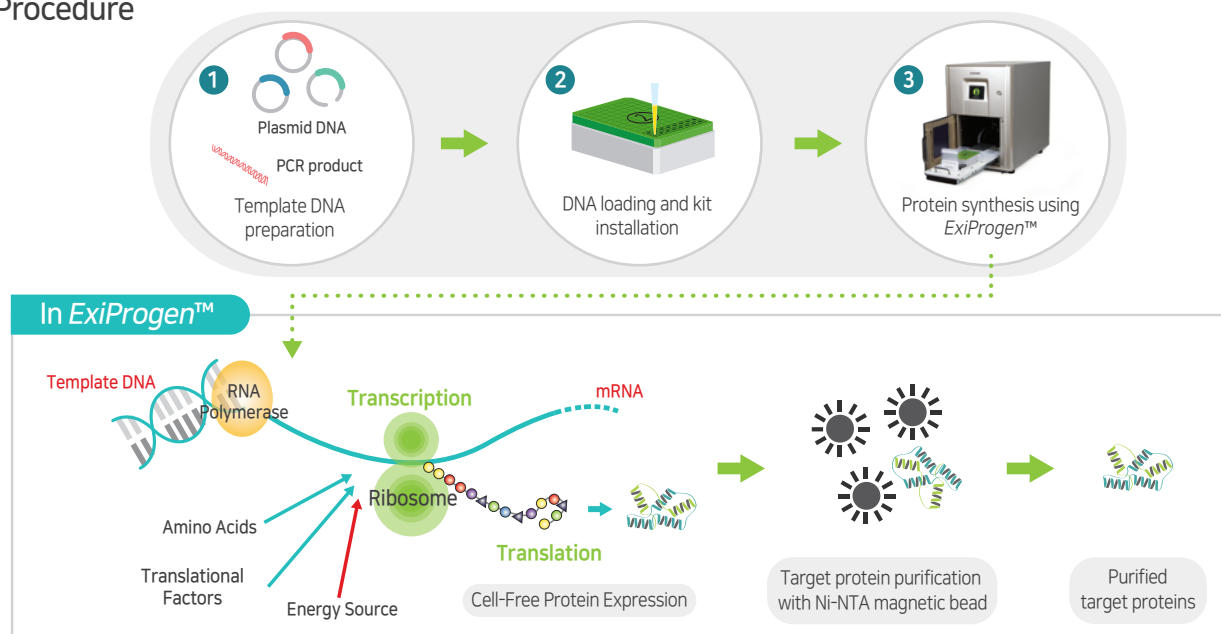 Procedure
1
Plasmid DNA
PCR product
Template DNA
preparation
2
DNA loading and kit
installation
3
Protein synthesis using
ExiProgen™
In ExiProgen™
Template DNA
RNA
Polymerase
Transcription
mRNA
Ribosome
Amino Acids
Translational
Factors
Energy Source
Translation
Cell-Free Protein Expression
Target protein purification
with Ni-NTA magnetic bead
Purified
target proteins